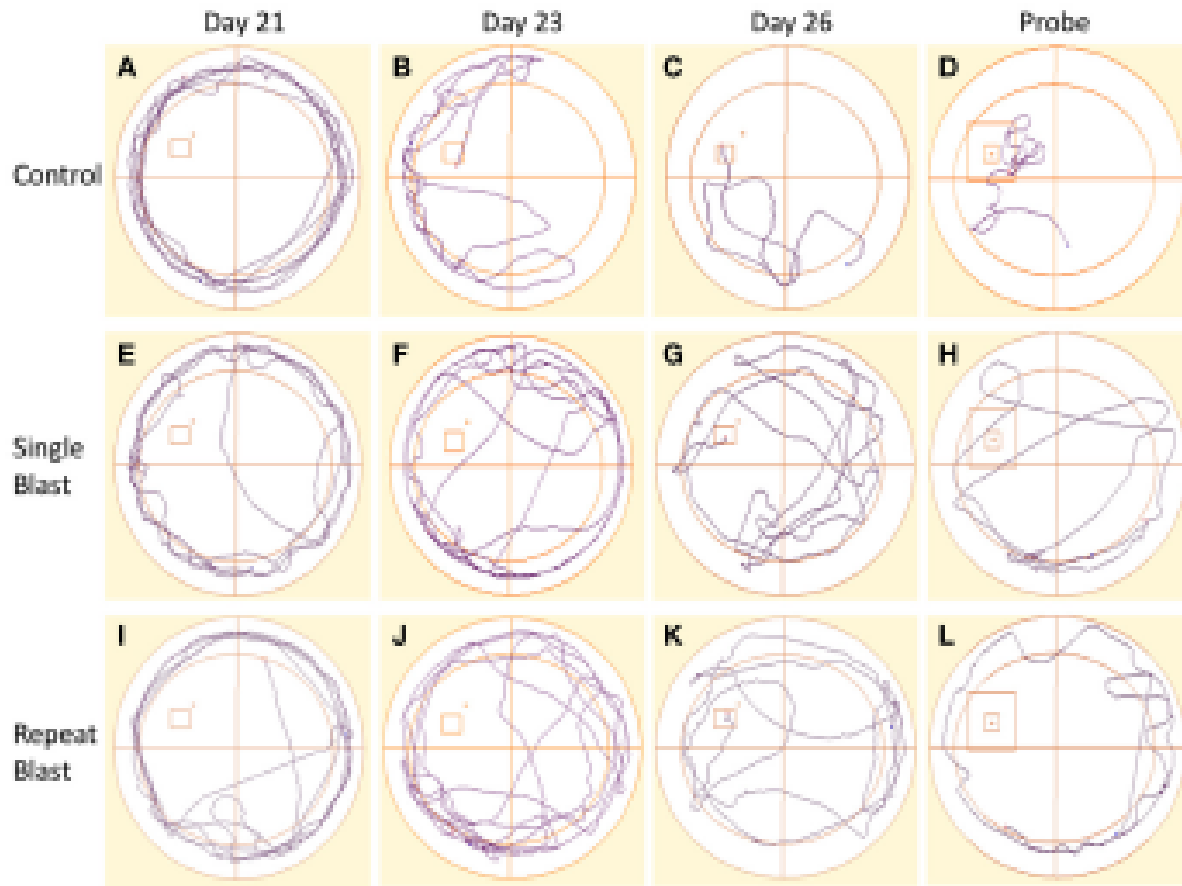 Day 21 Day 23 Day 26 Probe
A B C D
Control
E F G H
Single
Blast
I J K L
Repeat
Blast